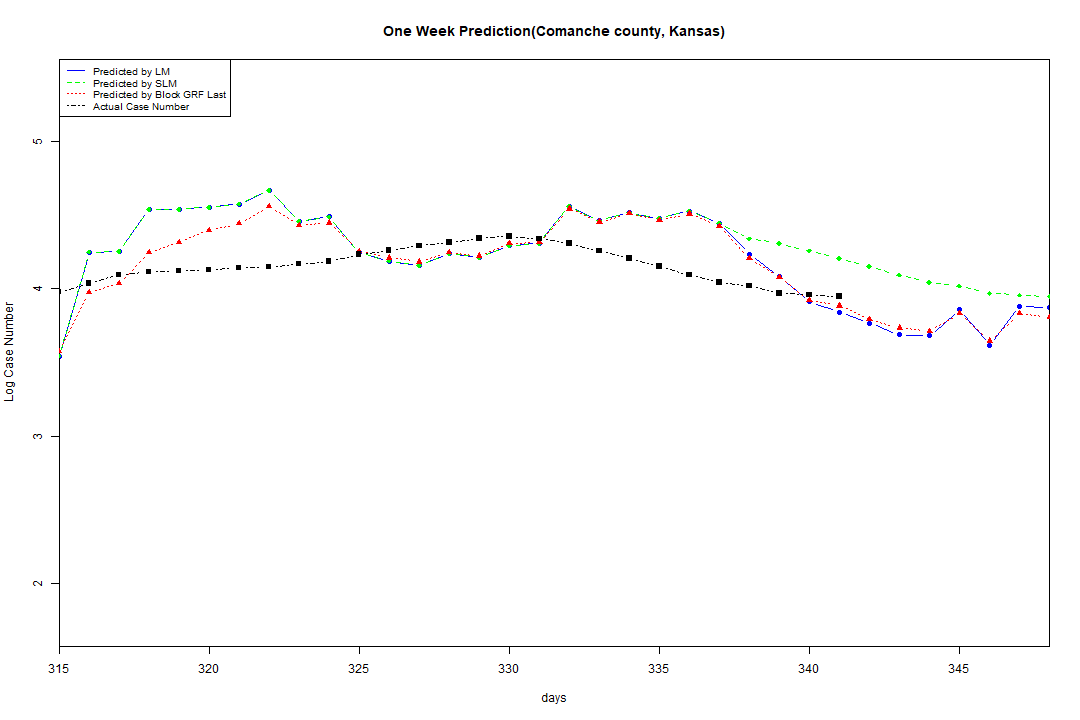 One Week Prediction(Comanche county, Kansas)
Predicted by LM
Predicted by SLM
Predicted by Block GRF Last
Actual Case Number
5
4
3
2
Log Case Number
315 320 325 330 335 340 345
days